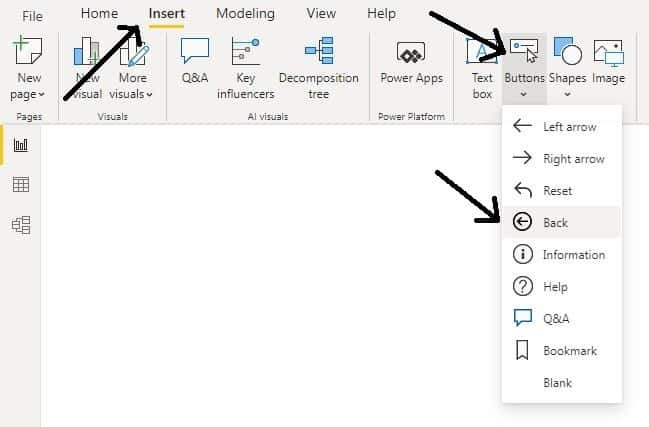 File Home Insert Modeling View Help
New page
New visual
More visuals
Q&A
Key influencers
Decomposition tree
Power Apps
Text box
Buttons
Shapes
Image
Pages
Visuals
AI visuals
Power Platform
Left arrow
Right arrow
Reset
Back
Information
Help
Q&A
Bookmark
Blank